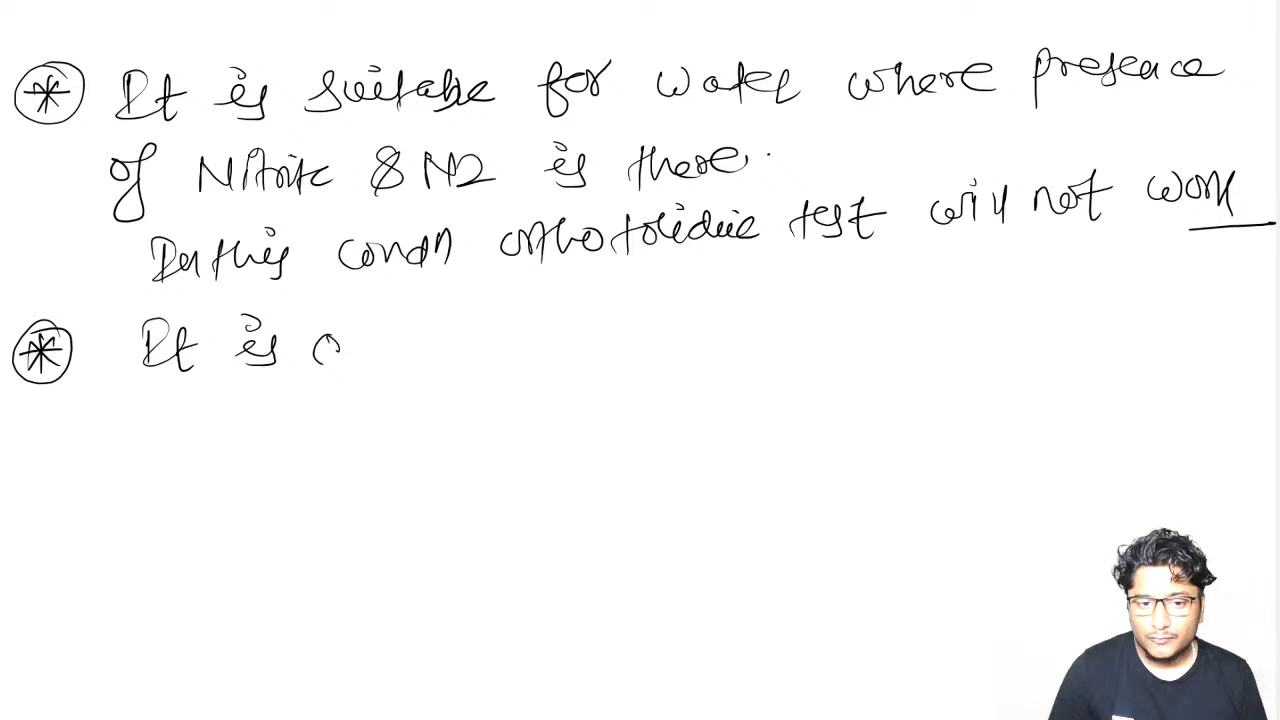 It is suitable for water where presence
of Nitrite & N2 is there.
In this condn orthotolidine test will not work
It is